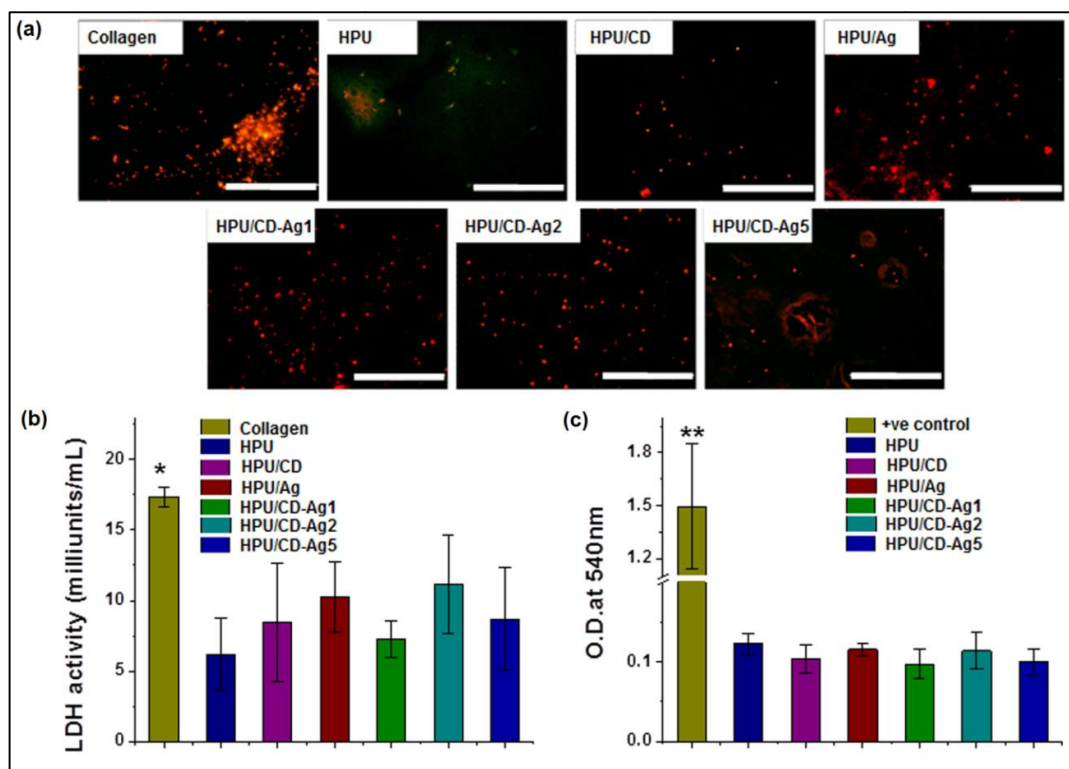 (a)
Collagen
HPU
HPU/CD
HPU/Ag
HPU/CD-Ag1
HPU/CD-Ag2
HPU/CD-Ag5
(b)
LDH activity (milliunits/mL)
20
15
10
5
0
*
Collagen
HPU
HPU/CD
HPU/Ag
HPU/CD-Ag1
HPU/CD-Ag2
HPU/CD-Ag5
(c)
O.D.at 540nm
1.8
1.5
1.2
0.1
**
+ve control
HPU
HPU/CD
HPU/Ag
HPU/CD-Ag1
HPU/CD-Ag2
HPU/CD-Ag5